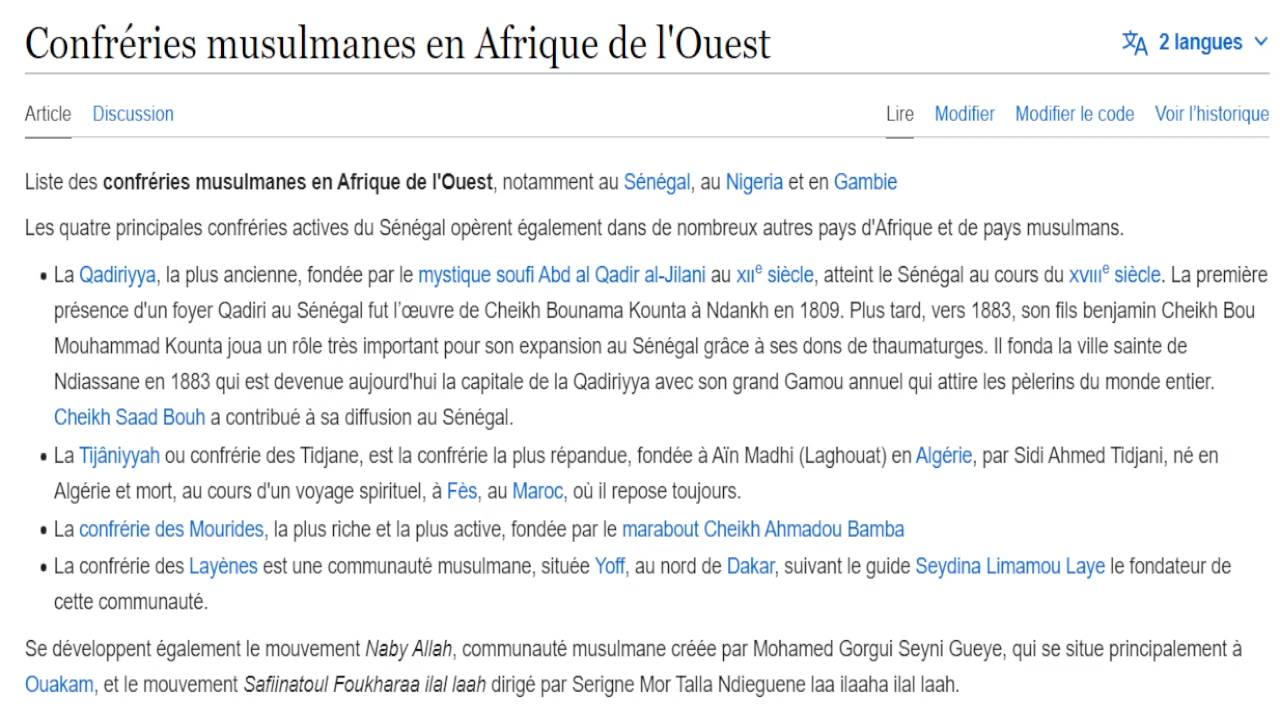 Confréries musulmanes en Afrique de l'Ouest
2 langues
Article Discussion Lire Modifier Modifier le code Voir l’historique
Liste des confréries musulmanes en Afrique de l'Ouest, notamment au Sénégal, au Nigeria et en Gambie
Les quatre principales confréries actives du Sénégal opèrent également dans de nombreux autres pays d'Afrique et de pays musulmans.
• La Qadiriyya, la plus ancienne, fondée par le mystique soufi Abd al Qadir al-Jilani au XIIe siècle, atteint le Sénégal au cours du XVIIIe siècle. La première
présence d'un foyer Qadiri au Sénégal fut l’œuvre de Cheikh Bounama Kounta à Ndankh en 1809. Plus tard, vers 1883, son fils benjamin Cheikh Bou
Mouhammad Kounta joua un rôle très important pour son expansion au Sénégal grâce à ses dons de thaumaturges. Il fonda la ville sainte de
Ndiassane en 1883 qui est devenue aujourd'hui la capitale de la Qadiriyya avec son grand Gamou annuel qui attire les pèlerins du monde entier.
Cheikh Saad Bouh a contribué à sa diffusion au Sénégal.
• La Tijâniyyah ou confrérie des Tidjane, est la confrérie la plus répandue, fondée à Aïn Madhi (Laghouat) en Algérie, par Sidi Ahmed Tidjani, né en
Algérie et mort, au cours d'un voyage spirituel, à Fès, au Maroc, où il repose toujours.
• La confrérie des Mourides, la plus riche et la plus active, fondée par le marabout Cheikh Ahmadou Bamba
• La confrérie des Layènes est une communauté musulmane, située Yoff, au nord de Dakar, suivant le guide Seydina Limamou Laye le fondateur de
cette communauté.
Se développent également le mouvement Naby Allah, communauté musulmane créée par Mohamed Gorgui Seyni Gueye, qui se situe principalement à
Ouakam, et le mouvement Safiinatoul Foukharaa ilal laah dirigé par Serigne Mor Talla Ndieguene laa ilaaha ilal laah.